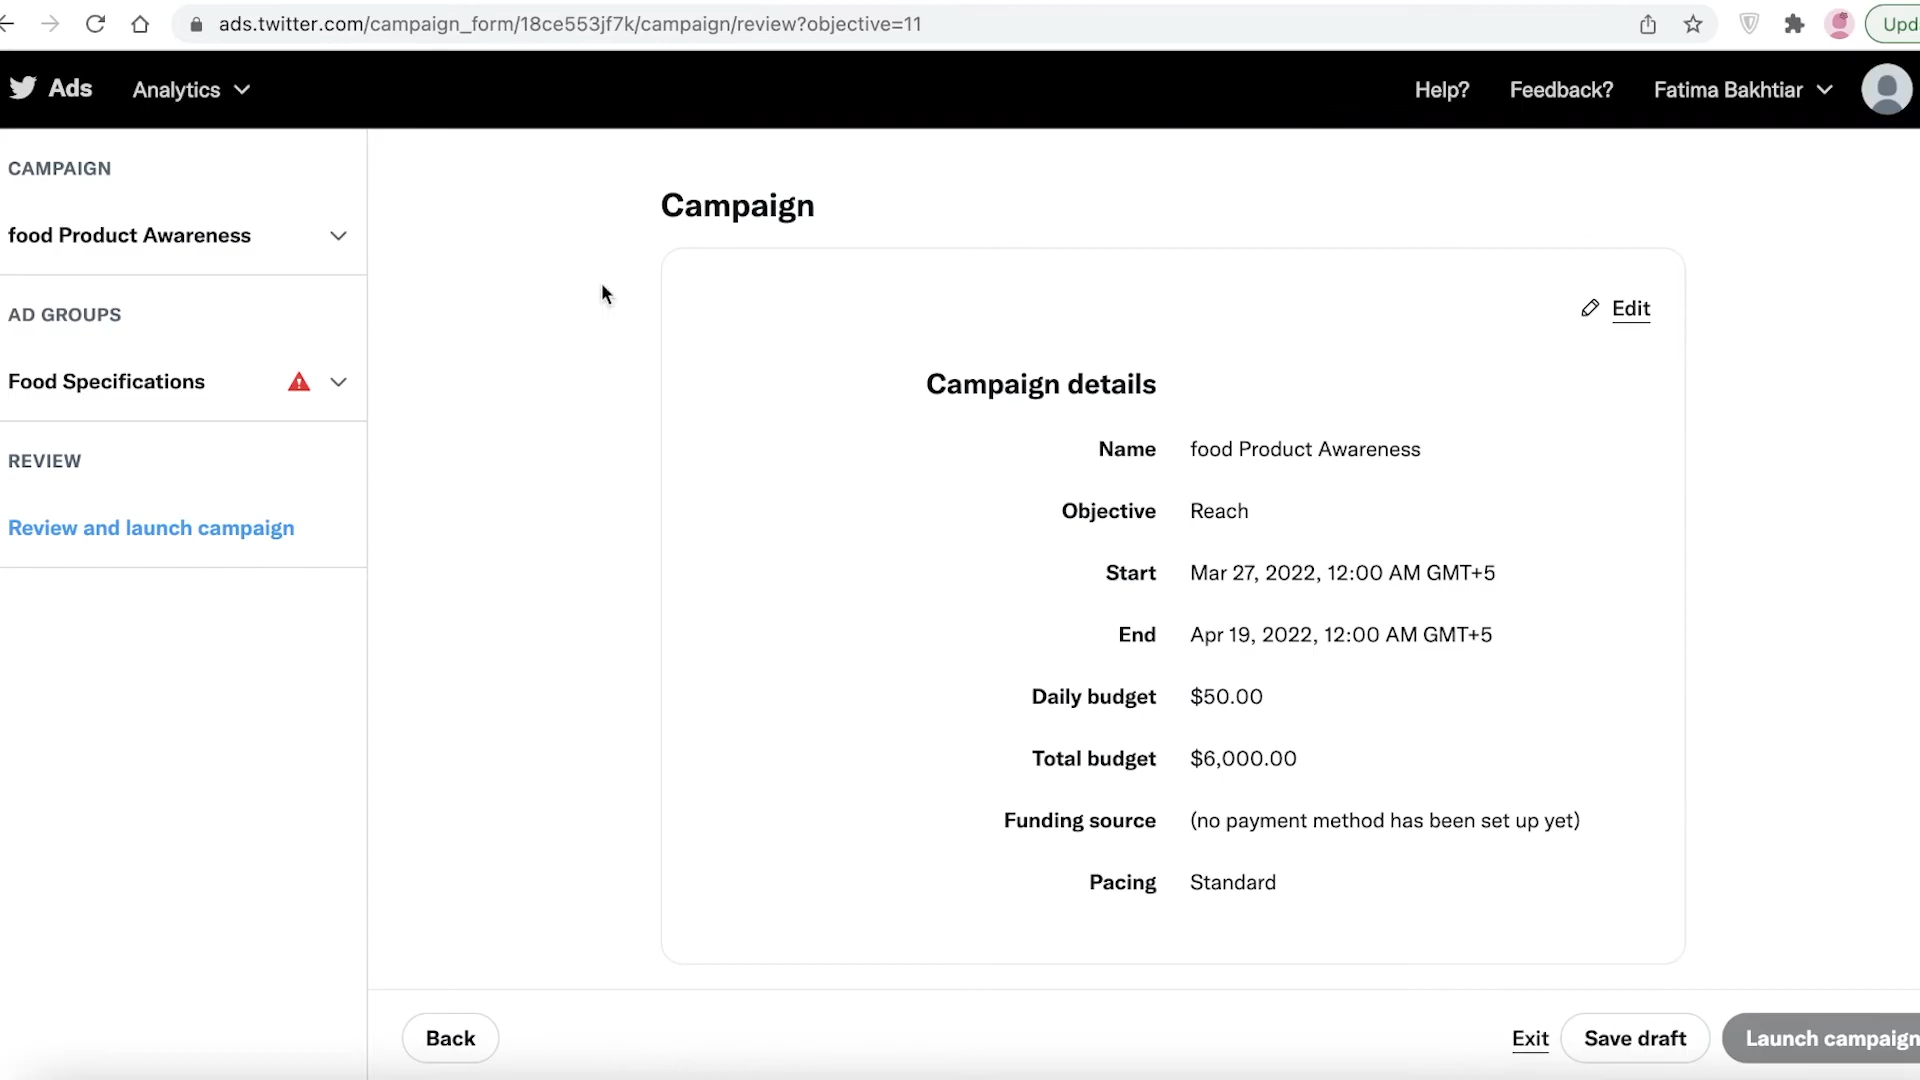 ads.twitter.com/campaign_form/18ce553jf7k/campaign/review?objective=11
Upd
Ads
Analytics
Help?
Feedback?
Fatima Bakhtiar
CAMPAIGN
food Product Awareness
AD GROUPS
Food Specifications
REVIEW
Review and launch campaign
Campaign
Edit
Campaign details
Name food Product Awareness
Objective Reach
Start Mar 27, 2022, 12:00 AM GMT+5
End Apr 19, 2022, 12:00 AM GMT+5
Daily budget $50.00
Total budget $6,000.00
Funding source (no payment method has been set up yet)
Pacing Standard
Back
Exit
Save draft
Launch campaign